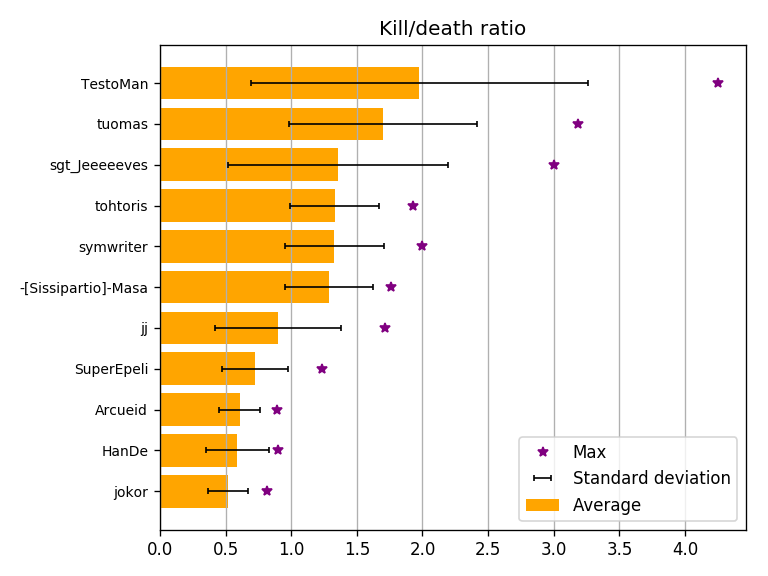 Kill/death ratio
TestoMan
tuomas
sgt_Jeeeeeves
tohtoris
symwriter
-[Sissipartio]-Masa
jj
SuperEpeli
Arcueid
HanDe
jokor
Max
Standard deviation
Average
0.0 0.5 1.0 1.5 2.0 2.5 3.0 3.5 4.0